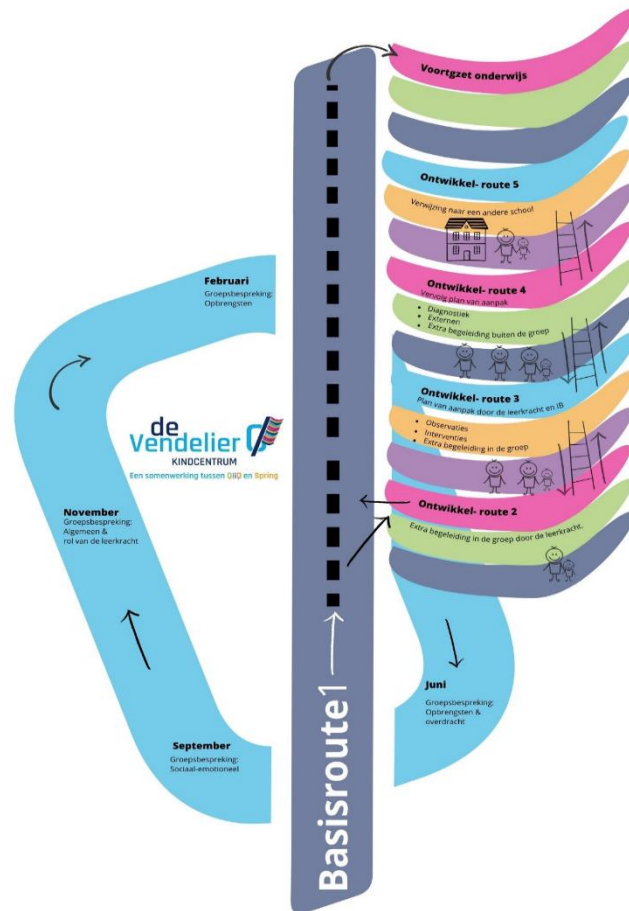 Voortgzet onderwijs
Ontwikkel- route 5
Verwijzing naar een andere school
Ontwikkel- route 4
Vervolg plan van aanpak
• Diagnostiek
• Externen
• Extra begeleiding buiten de groep
Ontwikkel- route 3
Plan van aanpak door de leerkracht en IB
• Observaties
• Interventies
• Extra begeleiding in de groep
Ontwikkel- route 2
Extra begeleiding in de groep door de leerkracht.
Februari
Groepsbespreking:
Opbrengsten
de
Vendelier
KINDCENTRUM
Een samenwerking tussen QliQ en Spring
November
Groepsbespreking:
Algemeen &
rol van de leerkracht
September
Groepsbespreking:
Sociaal-emotioneel
Basisroute1
Juni
Groepsbespreking:
Opbrengsten &
overdracht